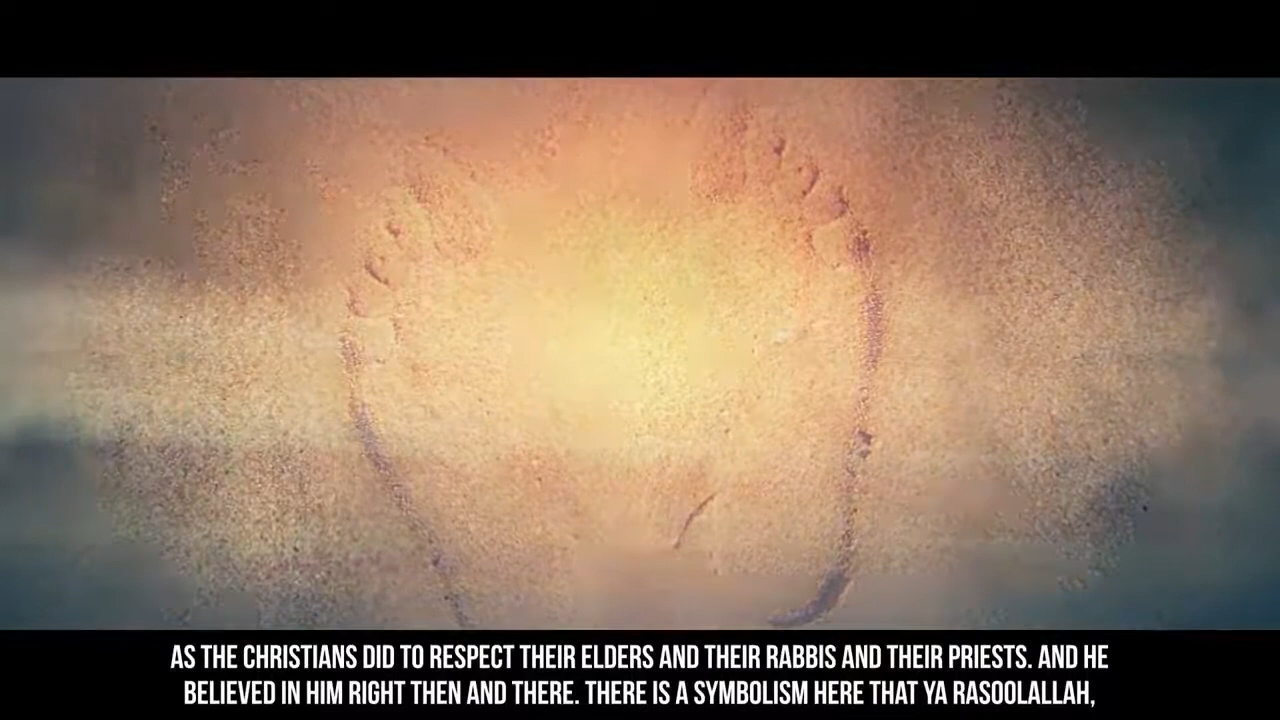 AS THE CHRISTIANS DID TO RESPECT THEIR ELDERS AND THEIR RABBIS AND THEIR PRIESTS. AND HE
BELIEVED IN HIM RIGHT THEN AND THERE. THERE IS A SYMBOLISM HERE THAT YA RASOOLALLAH,